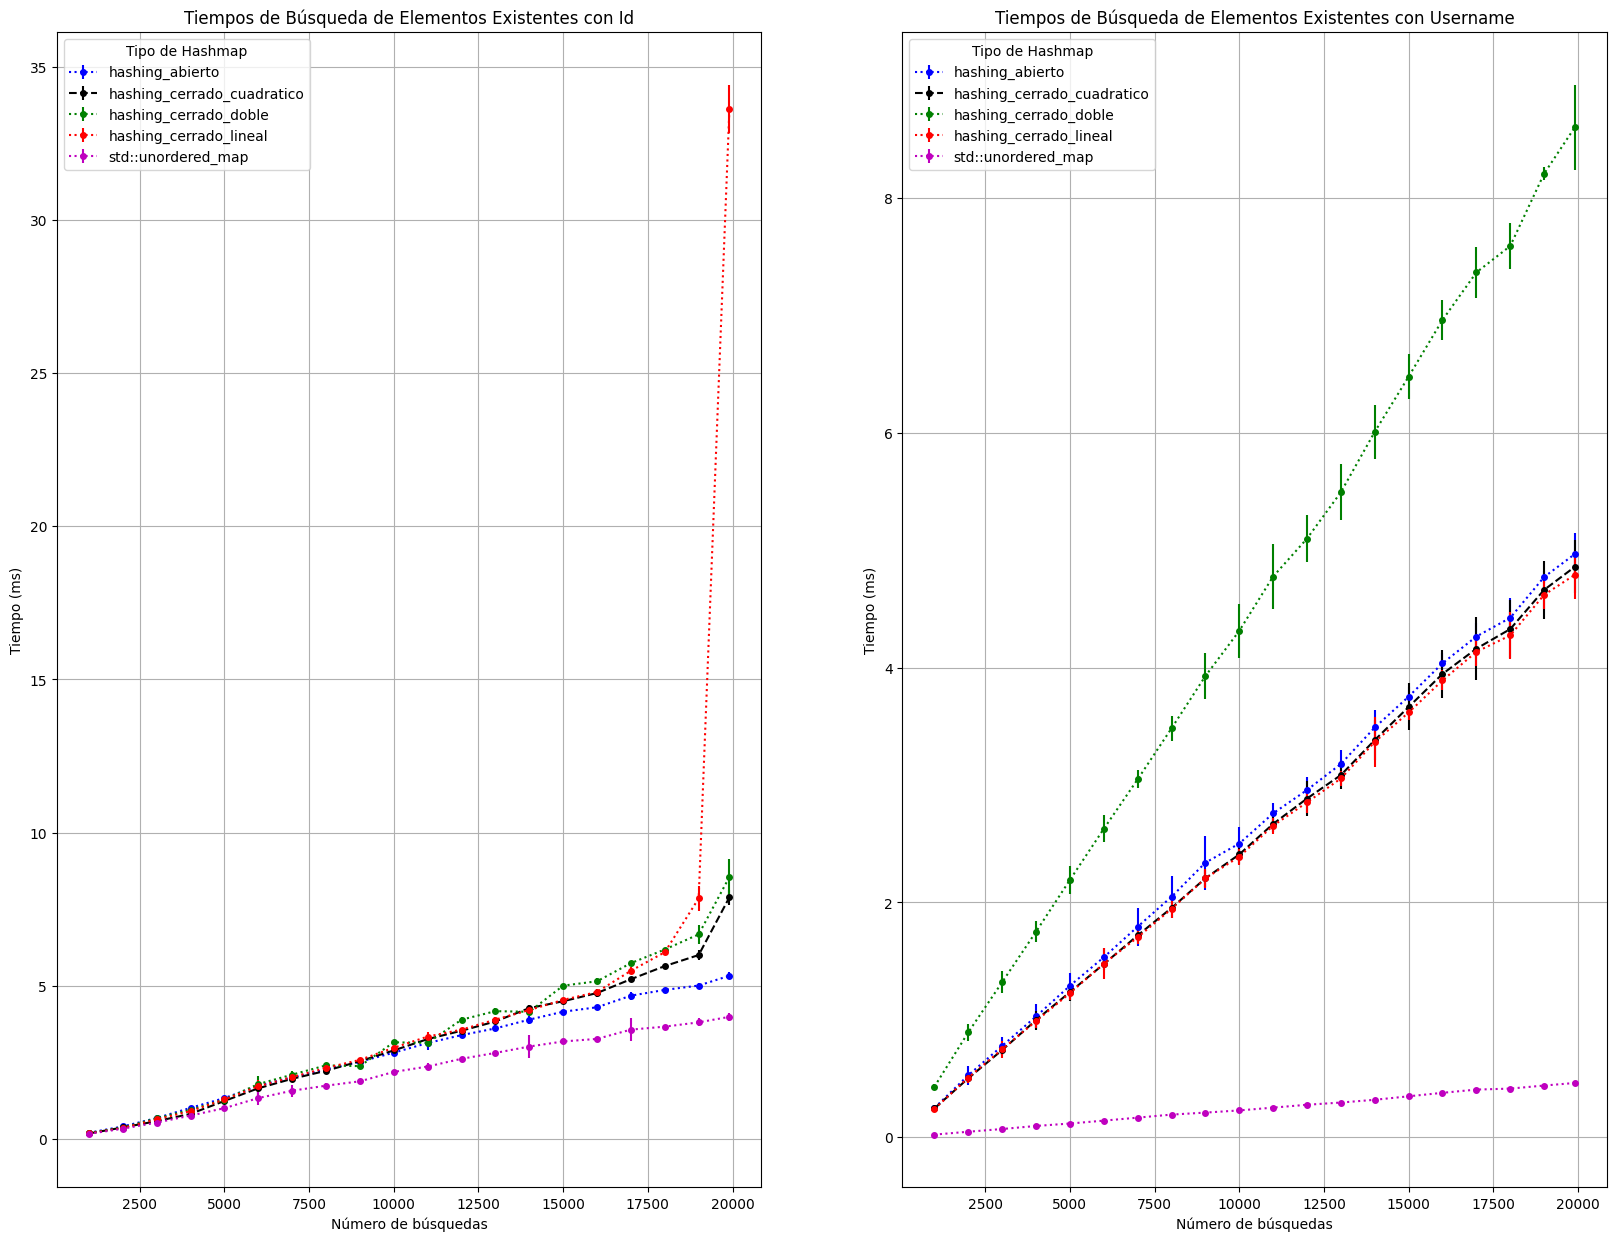 Tiempos de Búsqueda de Elementos Existentes con Id
Tipo de Hashmap
hashing_abierto
hashing_cerrado_cuadratico
hashing_cerrado_doble
hashing_cerrado_lineal
std::unordered_map
35
30
25
20
15
10
5
0
Tiempo (ms)
2500 5000 7500 10000 12500 15000 17500 20000
Número de búsquedas
Tiempos de Búsqueda de Elementos Existentes con Username
Tipo de Hashmap
hashing_abierto
hashing_cerrado_cuadratico
hashing_cerrado_doble
hashing_cerrado_lineal
std::unordered_map
8
6
4
2
0
Tiempo (ms)
2500 5000 7500 10000 12500 15000 17500 20000
Número de búsquedas